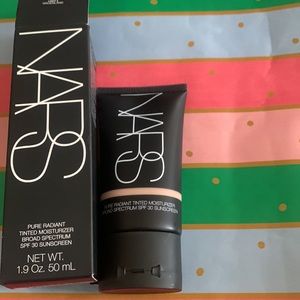 NARS
PURE RADIANT
TINTED MOISTURIZER
BROAD SPECTRUM
SPF 30 SUNSCREEN
NET WT.
1.9 Oz. 50 mL
NARS
PURE RADIANT TINTED MOISTURIZER
BROAD SPECTRUM SPF 30 SUNSCREEN